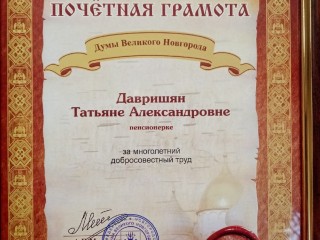 ПОЧЁТНАЯ ГРАМОТА
Думы Великого Новгорода
Давришян
Татьяне Александровне
пенсионерке
за многолетний
добросовестный труд